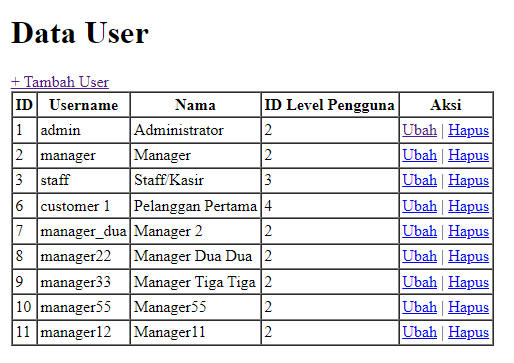 Data User
+ Tambah User
ID Username Nama ID Level Pengguna Aksi
1 admin Administrator 2 Ubah | Hapus
2 manager Manager 2 Ubah | Hapus
3 staff Staff/Kasir 3 Ubah | Hapus
6 customer 1 Pelanggan Pertama 4 Ubah | Hapus
7 manager_dua Manager 2 2 Ubah | Hapus
8 manager22 Manager Dua Dua 2 Ubah | Hapus
9 manager33 Manager Tiga Tiga 2 Ubah | Hapus
10 manager55 Manager55 2 Ubah | Hapus
11 manager12 Manager11 2 Ubah | Hapus